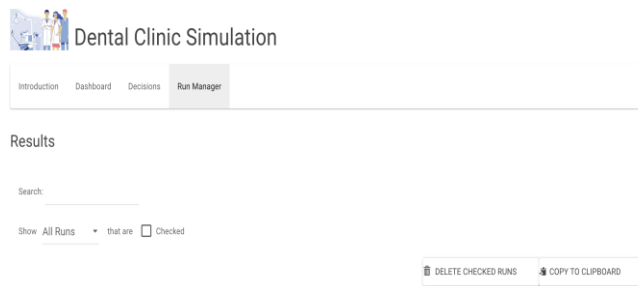 Dental Clinic Simulation
Introduction Dashboard Decisions Run Manager
Results
Search:
Show All Runs that are Checked
DELETE CHECKED RUNS COPY TO CLIPBOARD